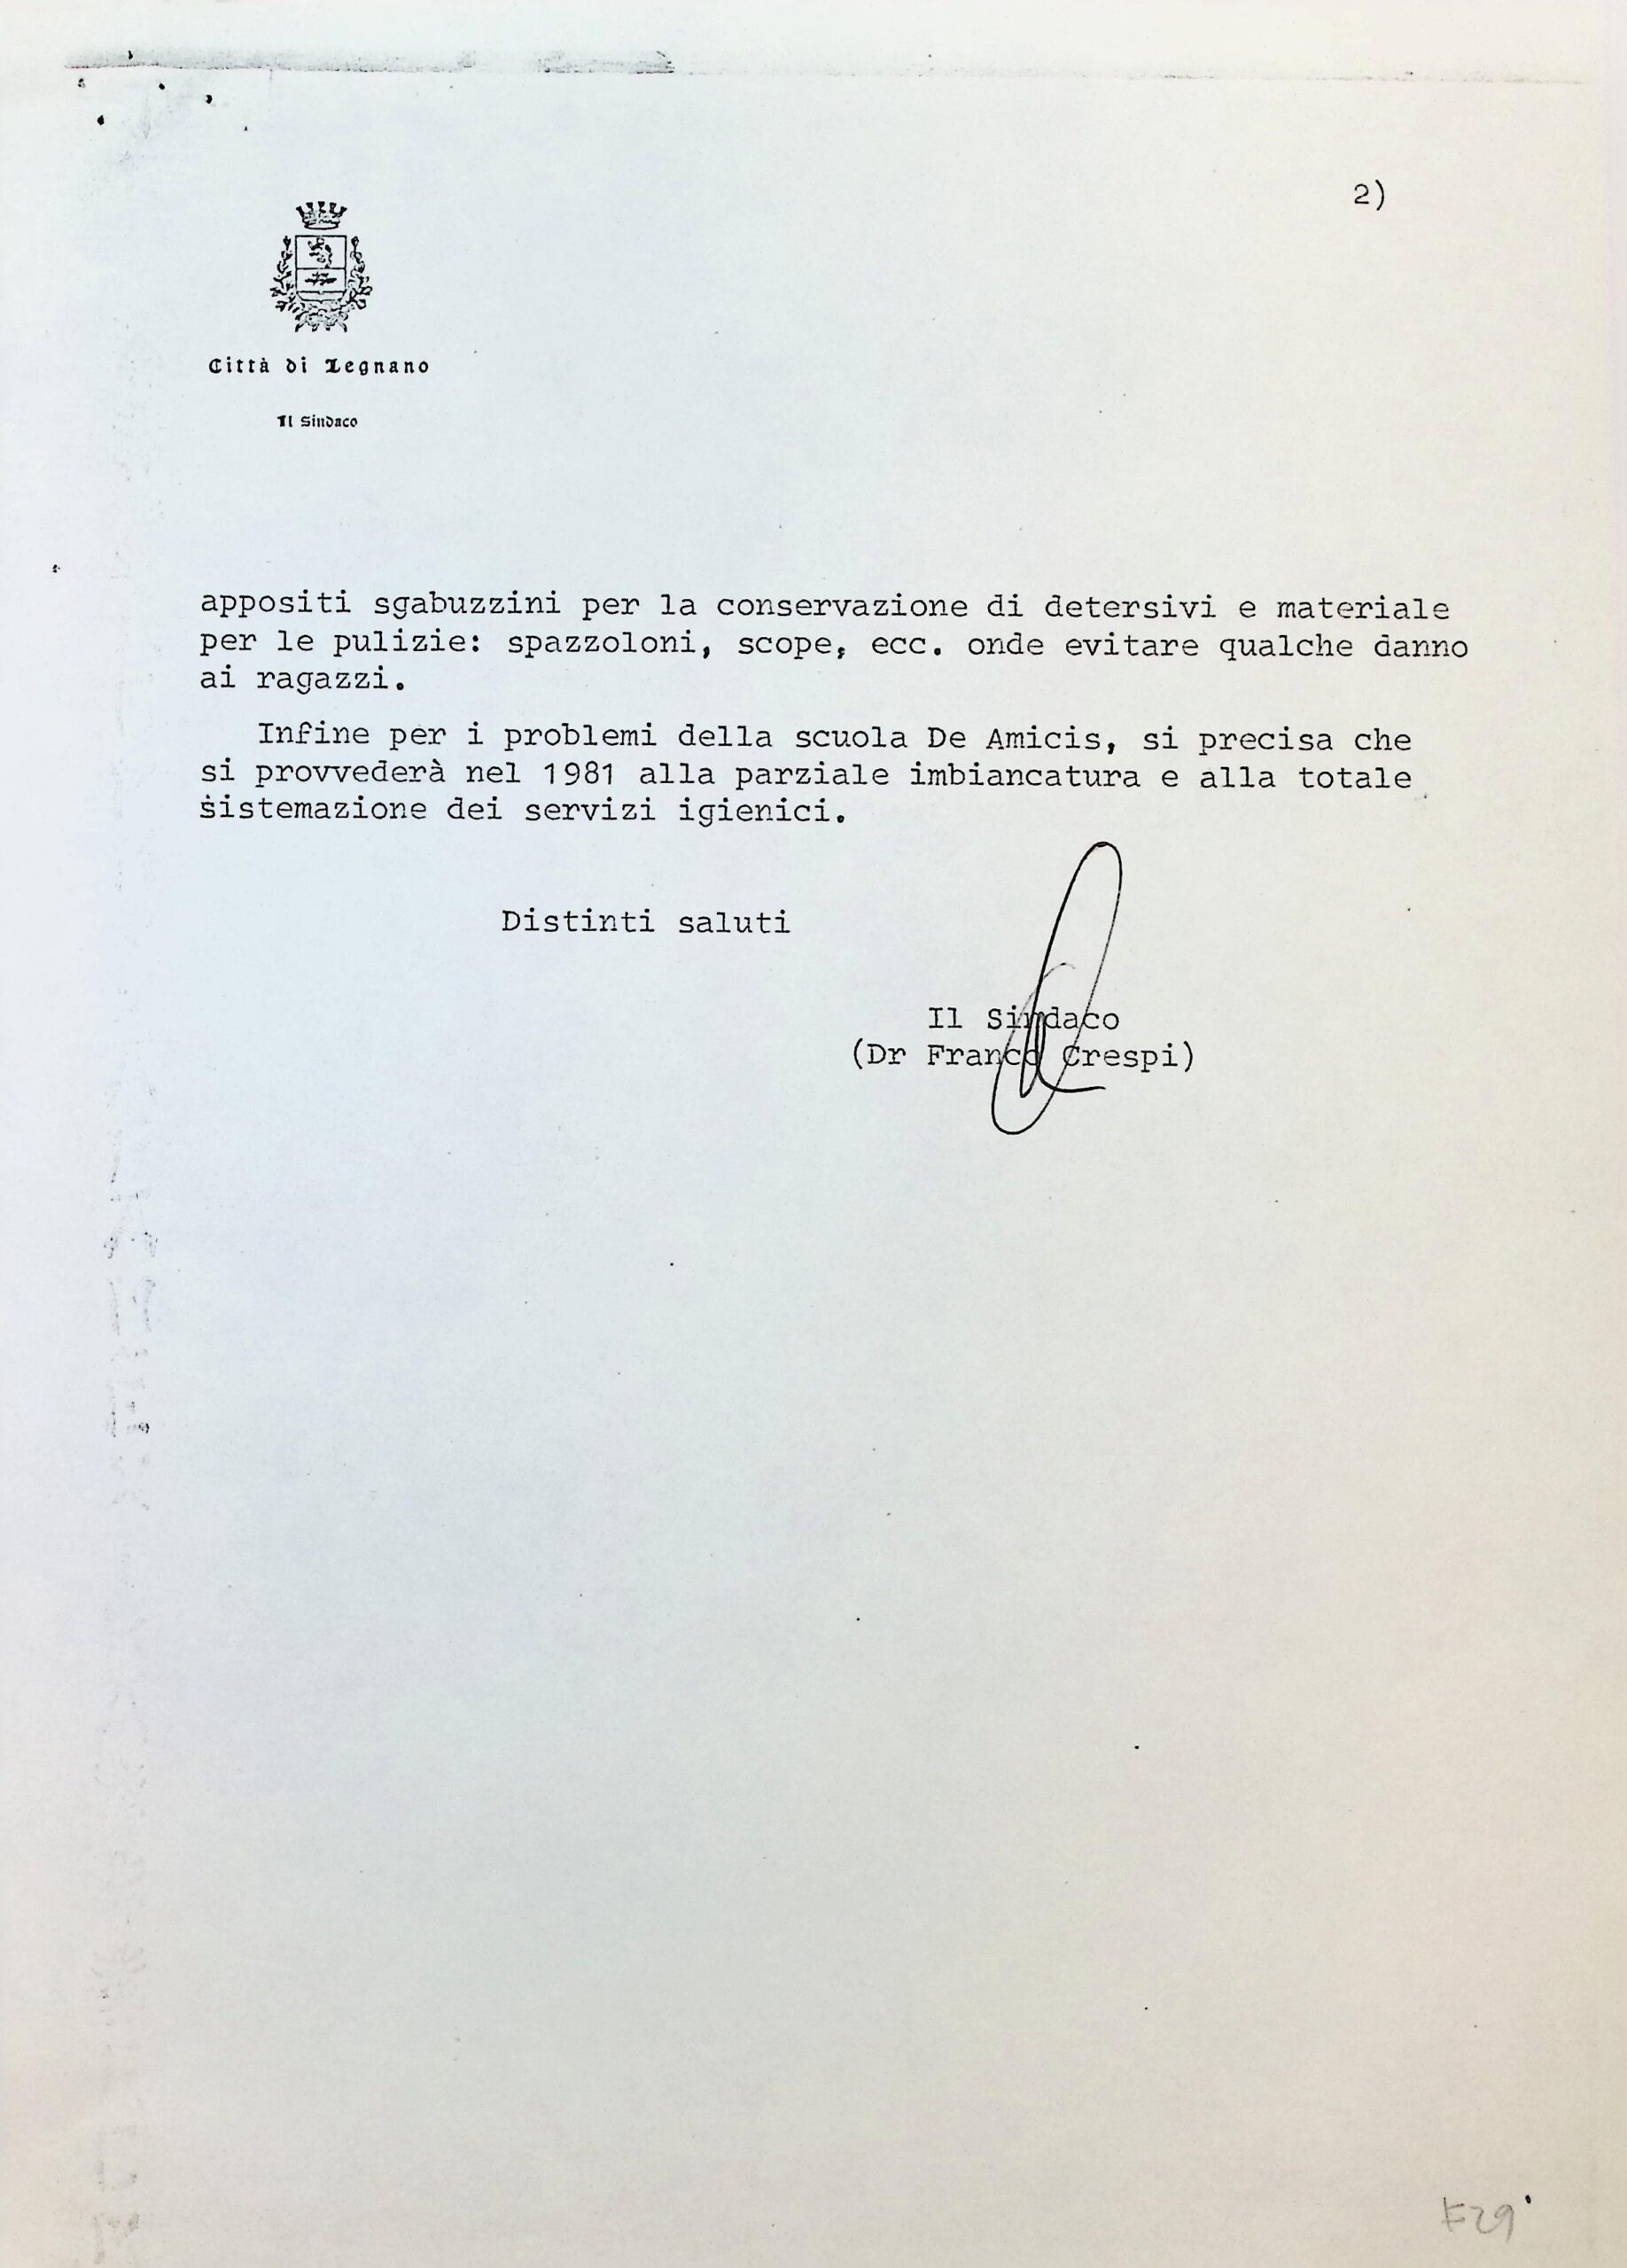 2)
Città di Legnano
Il Sindaco
appositi sgabuzzini per la conservazione di detersivi e materiale
per le pulizie: spazzoloni, scope, ecc. onde evitare qualche danno
ai ragazzi.
Infine per i problemi della scuola De Amicis, si precisa che
si provvederà nel 1981 alla parziale imbiancatura e alla totale
sistemazione dei servizi igienici.
Distinti saluti
Il Sindaco
(Dr Franco Crespi)
F29